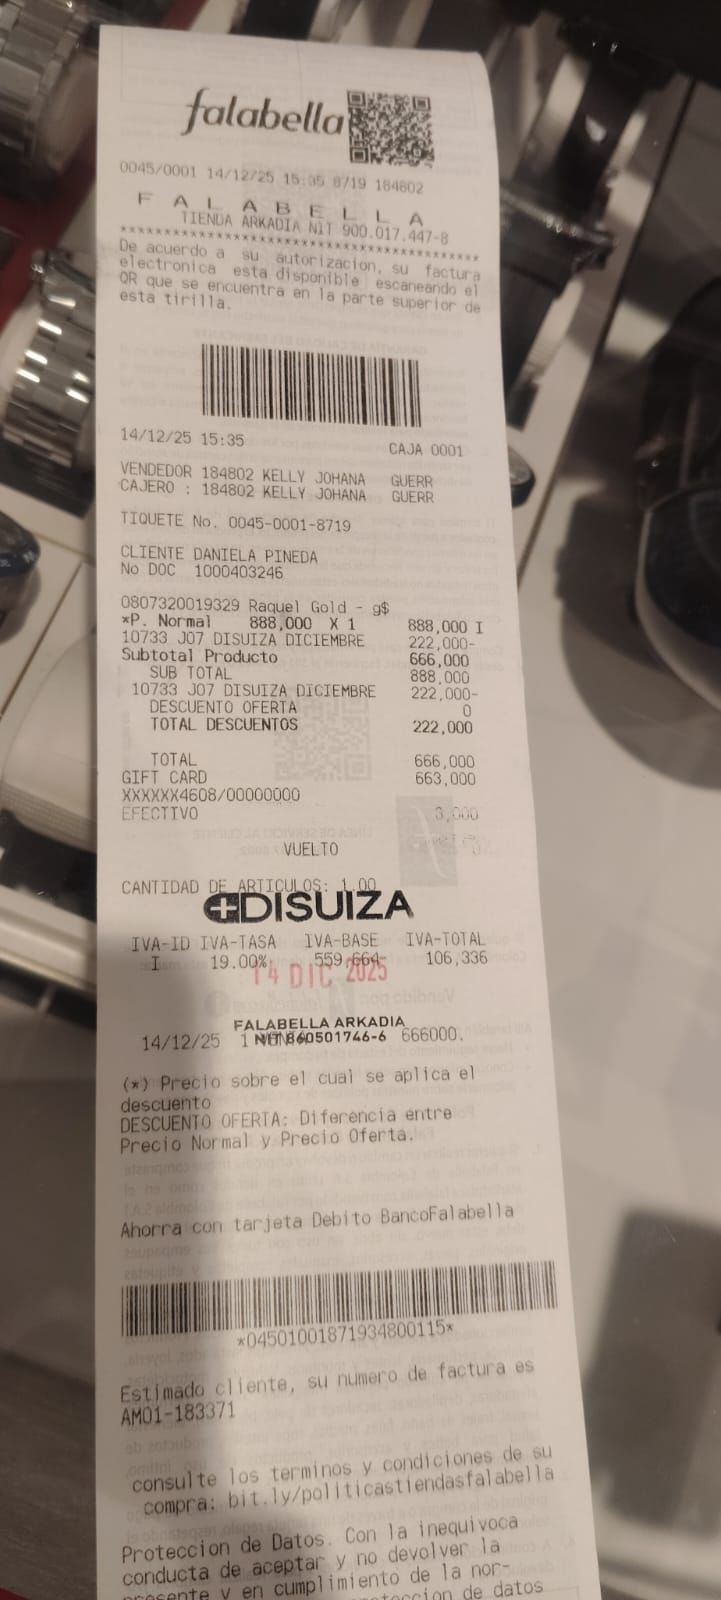 falabella
0045/0001 14/12/25 15:35 8719 184802
F A L A B E L L A
TIENDA ARKADIA NIT 900.017.447-8
****************************************
De acuerdo a su autorizacion, su factura
electronica esta disponible escaneando el
QR que se encuentra en la parte superior de
esta tirilla.
14/12/25 15:35 CAJA 0001
VENDEDOR 184802 KELLY JOHANA GUERR
CAJERO : 184802 KELLY JOHANA GUERR
TIQUETE No. 0045-0001-8719
CLIENTE DANIELA PINEDA
No DOC 1000403246
0807320019329 Raquel Gold - g$
*P. Normal 888,000 X 1 888,000 I
10733 J07 DISUIZA DICIEMBRE 222,000-
Subtotal Producto 666,000
SUB TOTAL 888,000
10733 J07 DISUIZA DICIEMBRE 222,000-
DESCUENTO OFERTA 0
TOTAL DESCUENTOS 222,000
TOTAL 666,000
GIFT CARD 663,000
XXXXXX4608/00000000
EFECTIVO 3,000
VUELTO
CANTIDAD DE ARTICULOS: 1.00
DISUIZA
IVA-ID IVA-TASA IVA-BASE IVA-TOTAL
I 19.00% 559,664- 106,336
14 DIC 2025
FALABELLA ARKADIA
NIT 860501746-6
14/12/25 1 666000.
(*) Precio sobre el cual se aplica el
descuento
DESCUENTO OFERTA: Diferencia entre
Precio Normal y Precio Oferta.
Ahorra con tarjeta Debito BancoFalabella
*04501001871934800115*
Estimado cliente, su numero de factura es
AM01-183371
consulte los terminos y condiciones de su
compra: bit.ly/politicastiendasfalabella
Proteccion de Datos. Con la inequivoca
conducta de aceptar y no devolver la
presente y en cumplimiento de la nor-
de datos